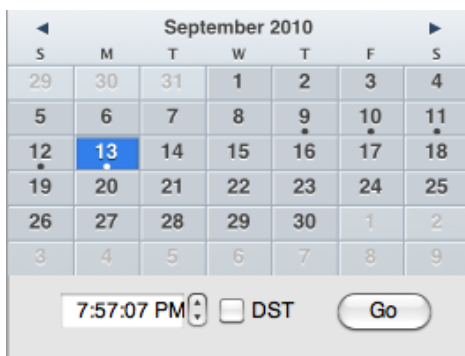 September 2010
S M T W T F S
29 30 31 1 2 3 4
5 6 7 8 9 10 11
12 13 14 15 16 17 18
19 20 21 22 23 24 25
26 27 28 29 30 1 2
3 4 5 6 7 8 9
7:57:07 PM DST Go